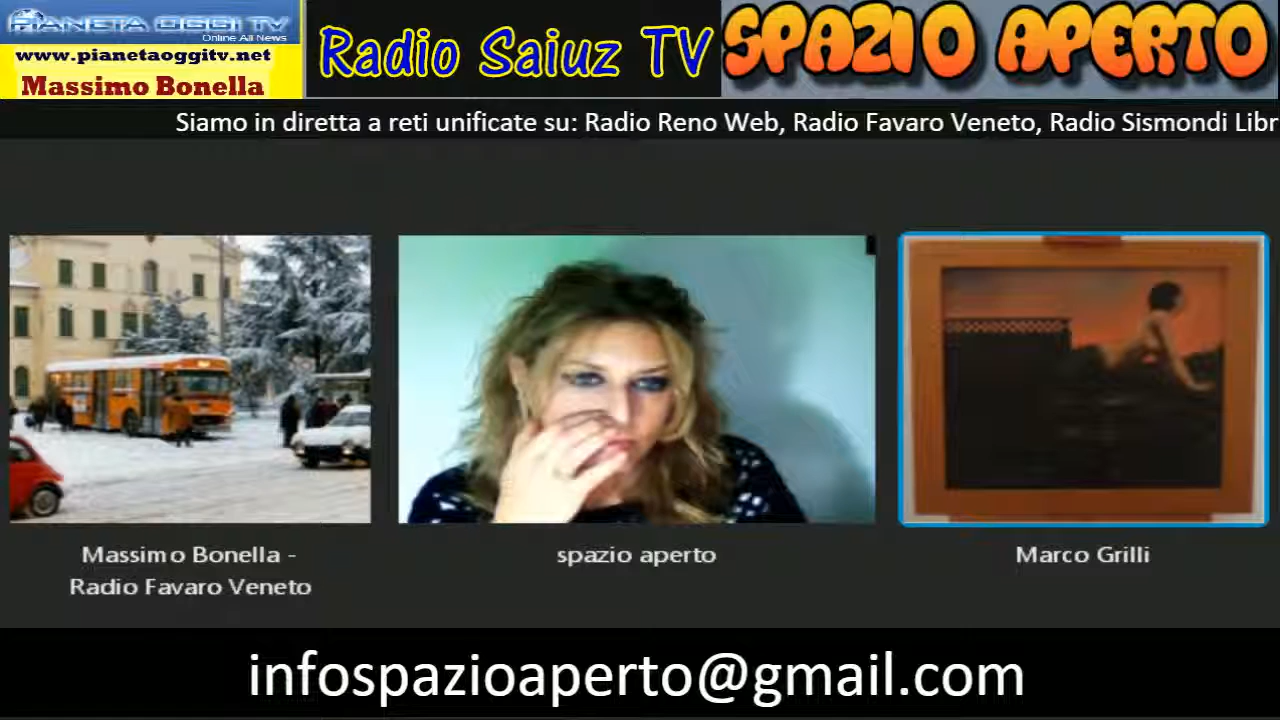 PIANETA OGGI TV
Online All News
www.pianetaoggitv.net
Massimo Bonella
Radio Saiuz TV
SPAZIO APERTO
Siamo in diretta a reti unificate su: Radio Reno Web, Radio Favaro Veneto, Radio Sismondi Libr
Massimo Bonella -
Radio Favaro Veneto
spazio aperto
Marco Grilli
infospazioaperto@gmail.com